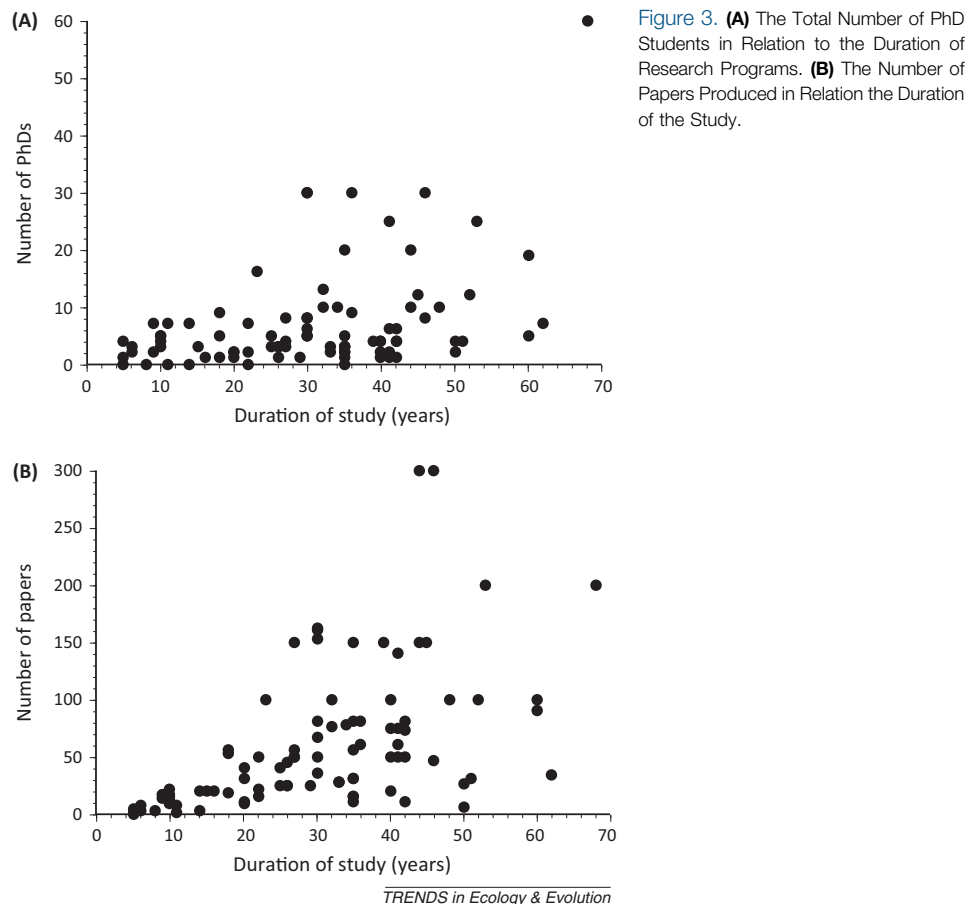 (A)
60
50
40
30
20
10
0
Number of PhDs
0 10 20 30 40 50 60 70
Duration of study (years)
Figure 3. (A) The Total Number of PhD
Students in Relation to the Duration of
Research Programs. (B) The Number of
Papers Produced in Relation the Duration
of the Study.
(B)
300
250
200
150
100
50
0
Number of papers
0 10 20 30 40 50 60 70
Duration of study (years)
TRENDS in Ecology & Evolution